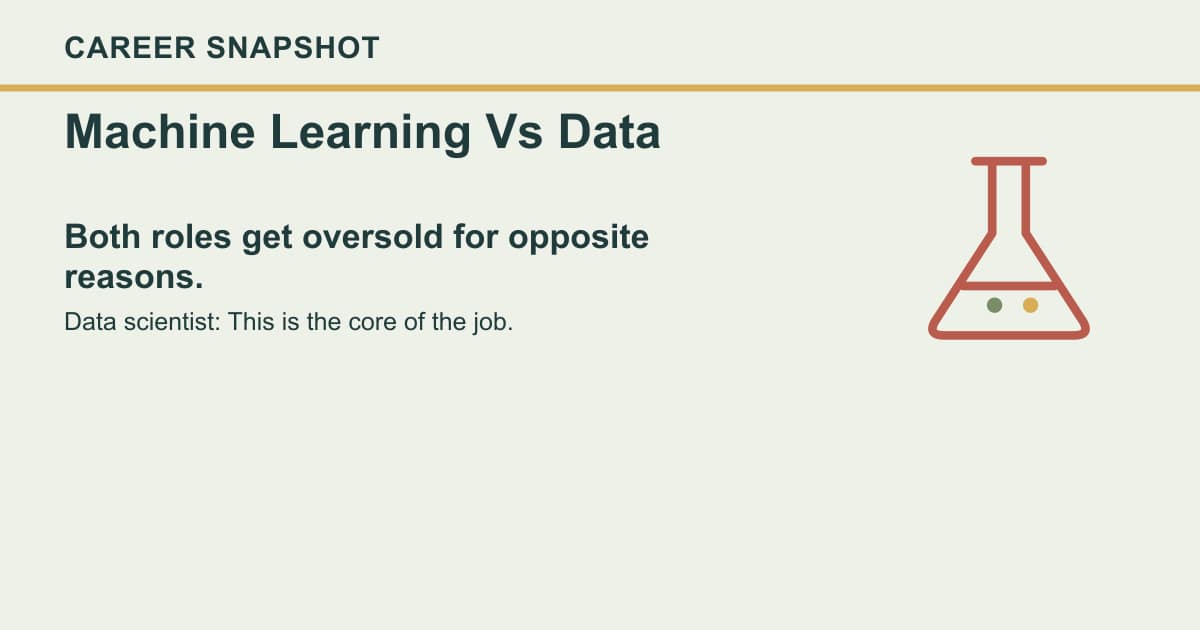 CAREER SNAPSHOT
Machine Learning Vs Data
Both roles get oversold for opposite
reasons.
Data scientist: This is the core of the job.